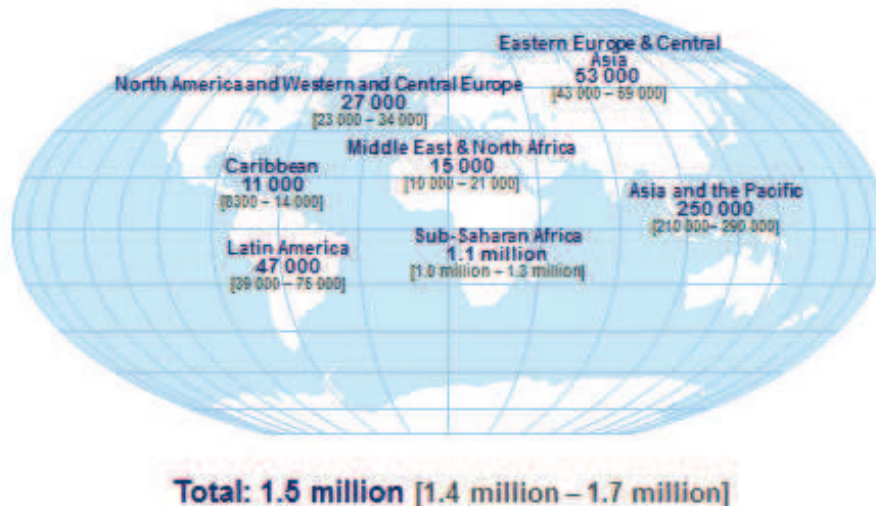 Eastern Europe & Central
Asia
53 000
[43 000 – 69 000]
North America and Western and Central Europe
27 000
[23 000 – 34 000]
Middle East & North Africa
15 000
[10 000 – 21 000]
Caribbean
11 000
[8300 – 14 000]
Asia and the Pacific
250 000
[210 000– 290 000]
Latin America
47 000
[39 000 – 75 000]
Sub-Saharan Africa
1.1 million
[1.0 million – 1.3 million]
Total: 1.5 million [1.4 million – 1.7 million]